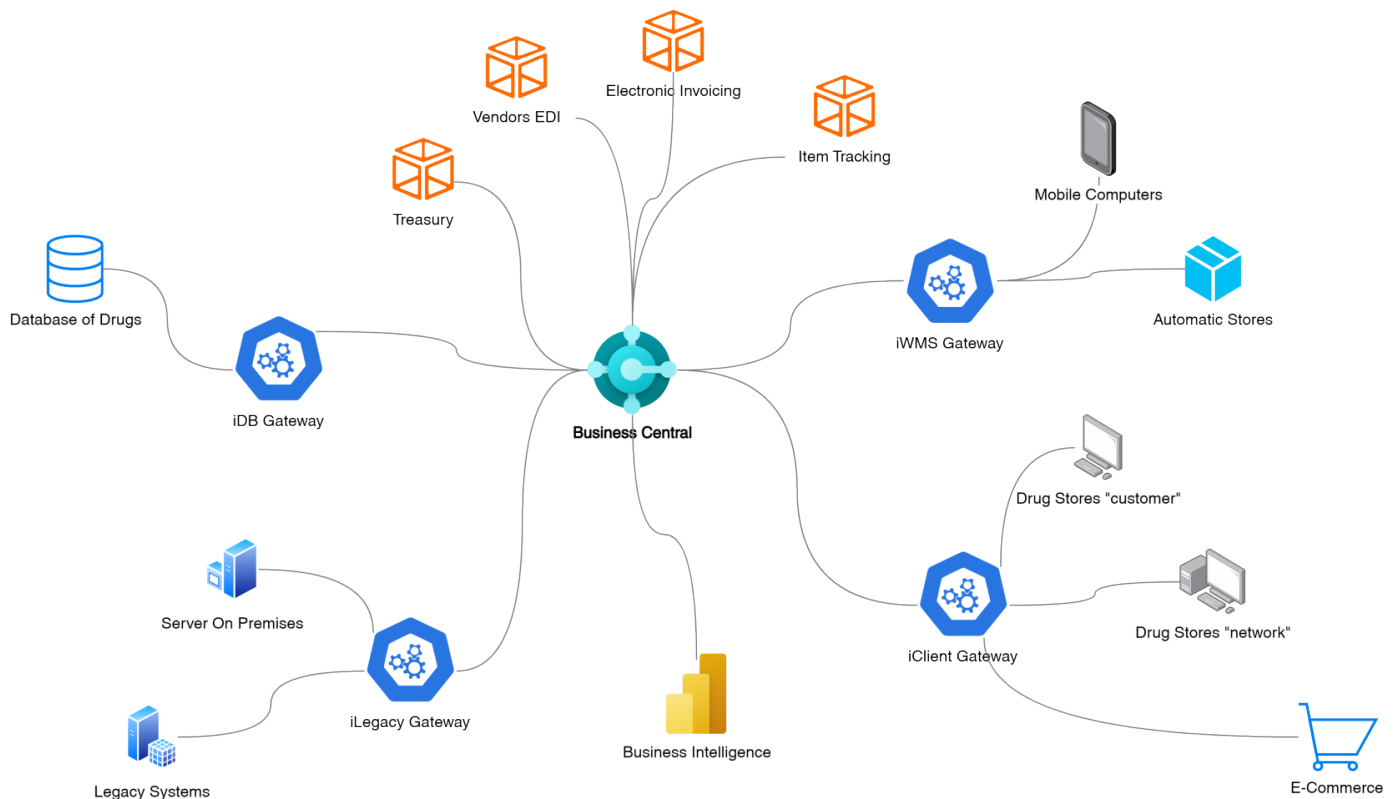 Electronic Invoicing
Vendors EDI
Item Tracking
Mobile Computers
Treasury
Database of Drugs
Automatic Stores
iWMS Gateway
iDB Gateway
Business Central
Drug Stores "customer"
Server On Premises
Drug Stores "network"
iClient Gateway
iLegacy Gateway
Business Intelligence
E-Commerce
Legacy Systems